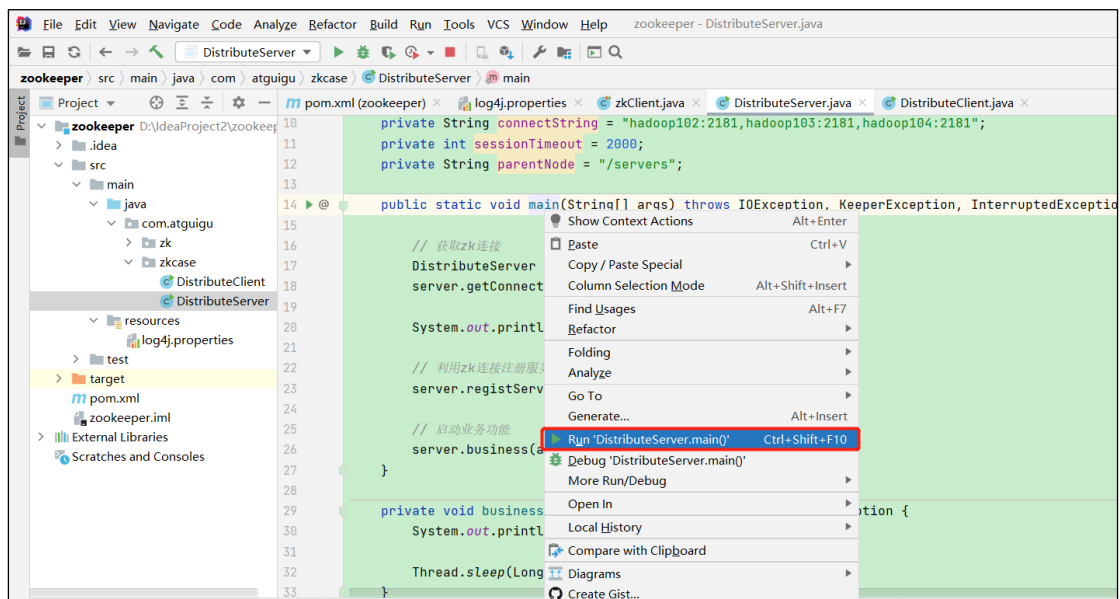 File Edit View Navigate Code Analyze Refactor Build Run Tools VCS Window Help zookeeper - DistributeServer.java
DistributeServer
zookeeper src main java com atguigu zkcase DistributeServer main
Project
Project
pom.xml (zookeeper) log4j.properties zkClient.java DistributeServer.java DistributeClient.java
zookeeper D:\IdeaProject2\zookeep
.idea
src
main
java
com.atguigu
zk
zkcase
DistributeClient
DistributeServer
resources
log4j.properties
test
target
pom.xml
zookeeper.iml
External Libraries
Scratches and Consoles
10 private String connectString = "hadoop102:2181,hadoop103:2181,hadoop104:2181";
11 private int sessionTimeout = 2000;
12 private String parentNode = "/servers";
13
14 @ public static void main(String[] args) throws IOException, KeeperException, InterruptedExceptio
15
16 // 获取zk连接
17 DistributeServer
18 server.getConnect
19
20 System.out.printl
21
22 // 利用zk连接注册服务
23 server.registServ
24
25 // 启动业务功能
26 server.business(a
27 }
28
29 private void business ption {
30 System.out.printl
31
32 Thread.sleep(Long
33 }
Show Context Actions Alt+Enter
Paste Ctrl+V
Copy / Paste Special
Column Selection Mode Alt+Shift+Insert
Find Usages Alt+F7
Refactor
Folding
Analyze
Go To
Generate... Alt+Insert
Run 'DistributeServer.main()' Ctrl+Shift+F10
Debug 'DistributeServer.main()'
More Run/Debug
Open In
Local History
Compare with Clipboard
Diagrams
Create Gist...